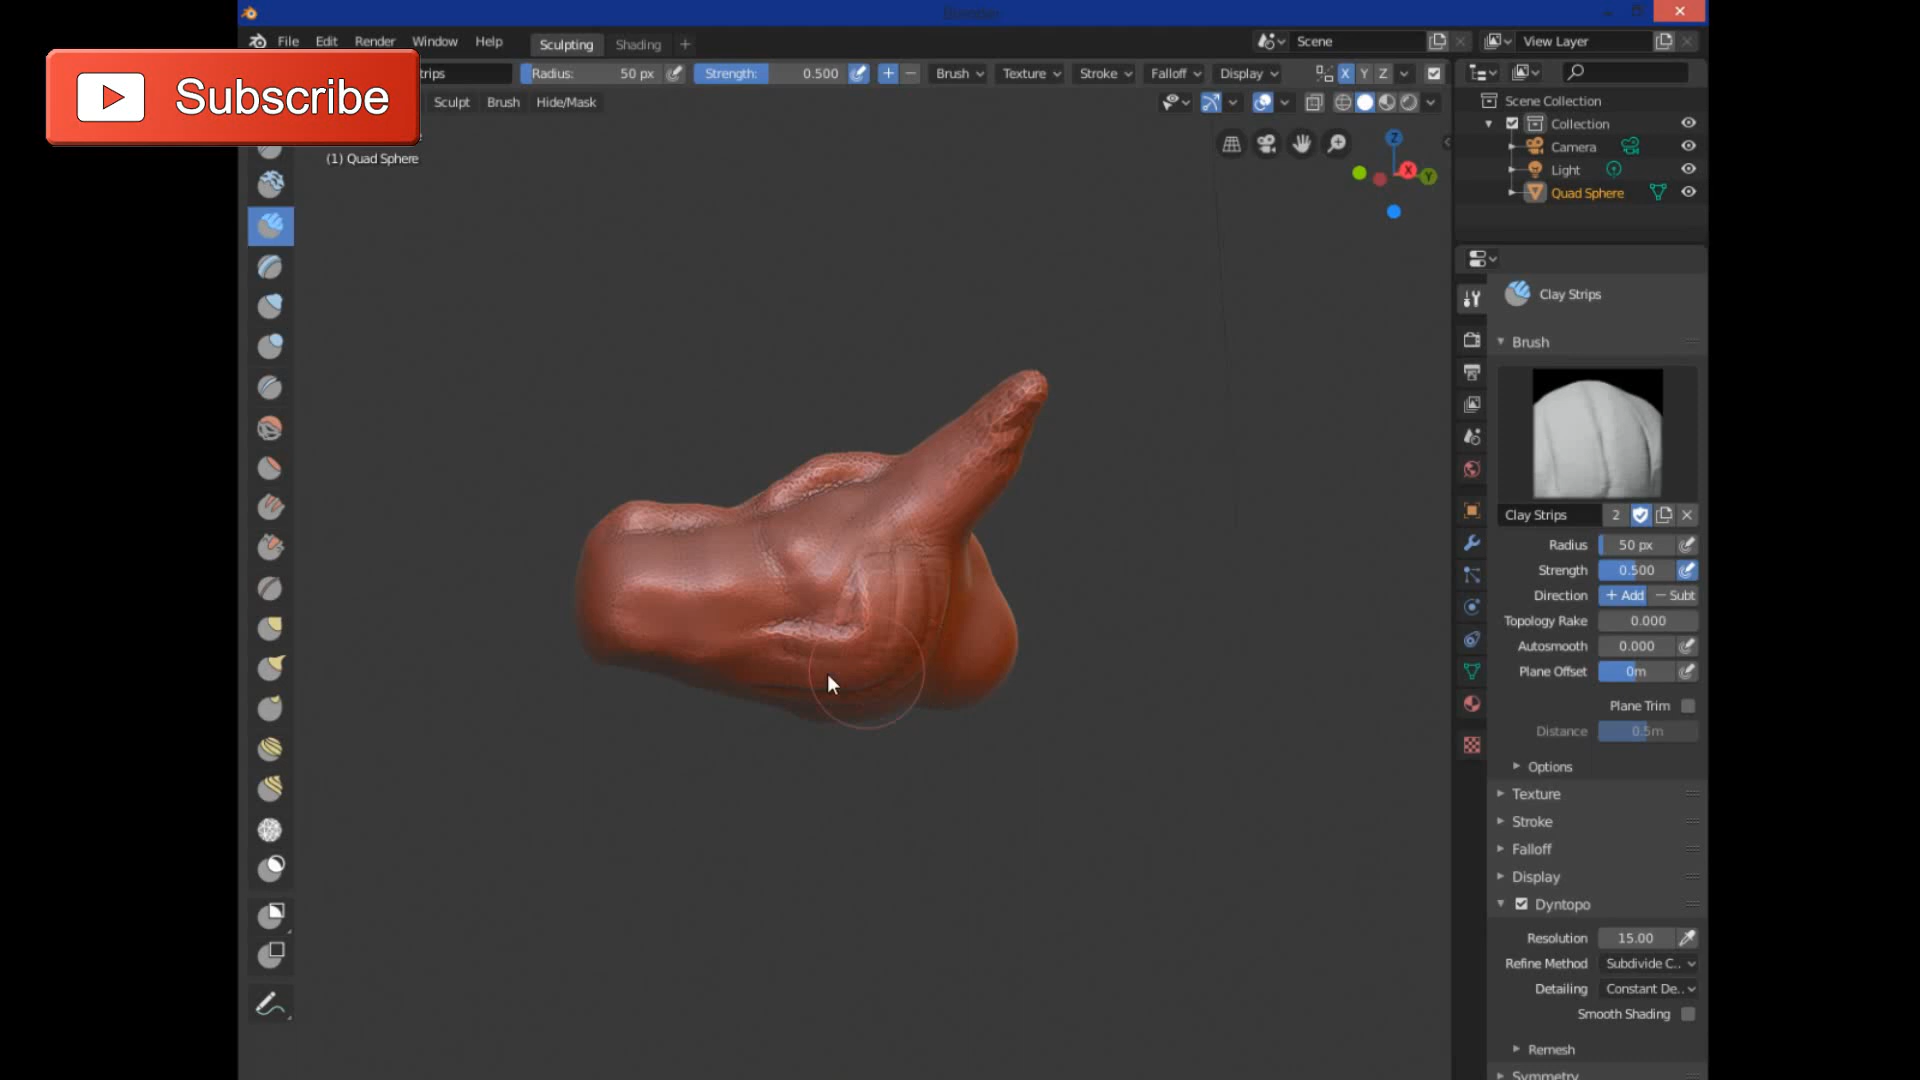 Blender
File Edit Render Window Help Sculpting Shading + Scene View Layer
Subscribe
trips Radius: 50 px Strength: 0.500 + − Brush Texture Stroke Falloff Display X Y Z
Sculpt Brush Hide/Mask
(1) Quad Sphere
Z
X
Y
Scene Collection
Collection
Camera
Light
Quad Sphere
Clay Strips
Brush
Clay Strips 2
Radius 50 px
Strength 0.500
Direction + Add − Subt
Topology Rake 0.000
Autosmooth 0.000
Plane Offset 0m
Plane Trim
Distance 0.5m
Options
Texture
Stroke
Falloff
Display
Dyntopo
Resolution 15.00
Refine Method Subdivide C..
Detailing Constant De..
Smooth Shading
Remesh
Symmetry